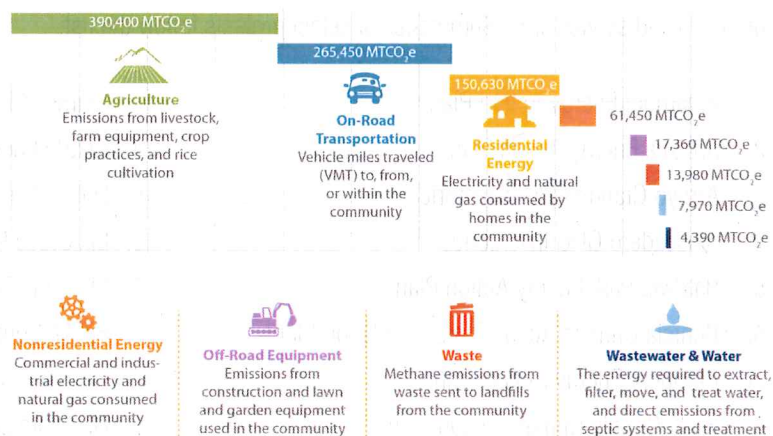 390,400 MTCO2e
Agriculture
Emissions from livestock,
farm equipment, crop
practices, and rice
cultivation
265,450 MTCO2e
On-Road
Transportation
Vehicle miles traveled
(VMT) to, from,
or within the
community
150,630 MTCO2e
Residential
Energy
Electricity and natural
gas consumed by
homes in the
community
61,450 MTCO2e
17,360 MTCO2e
13,980 MTCO2e
7,970 MTCO2e
4,390 MTCO2e
Nonresidential Energy
Commercial and indus-
trial electricity and
natural gas consumed
in the community
Off-Road Equipment
Emissions from
construction and lawn
and garden equipment
used in the community
Waste
Methane emissions from
waste sent to landfills
from the community
Wastewater & Water
The energy required to extract,
filter, move, and treat water,
and direct emissions from
septic systems and treatment